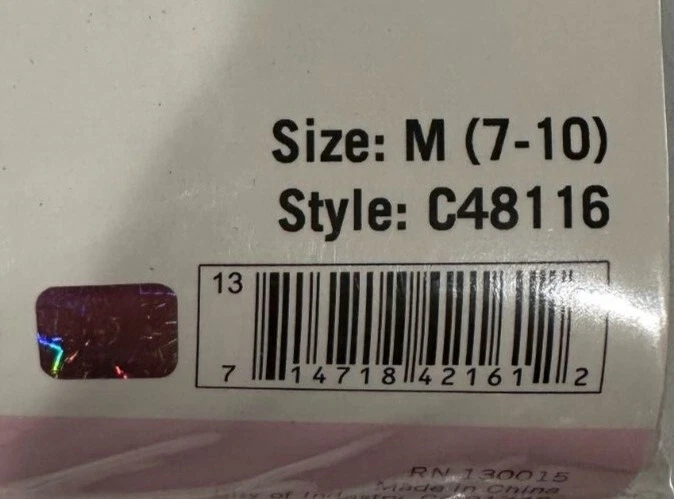 Size: M (7-10)
Style: C48116
13
7 14718 42161 2
RN 130015
Made in China